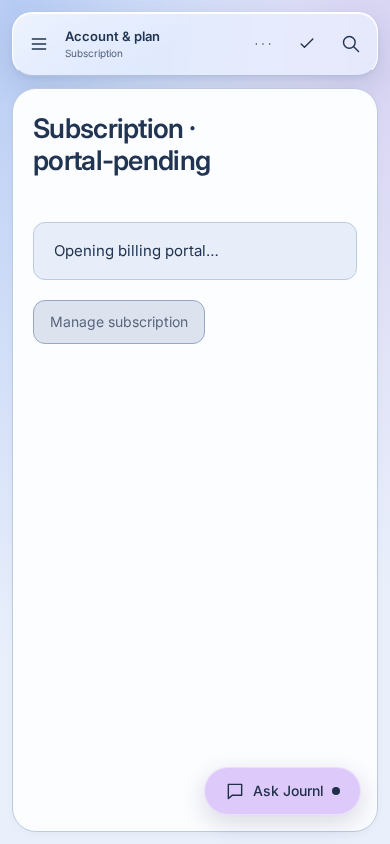 Account & plan
Subscription
Subscription ·
portal-pending
Opening billing portal...
Manage subscription
Ask Journl